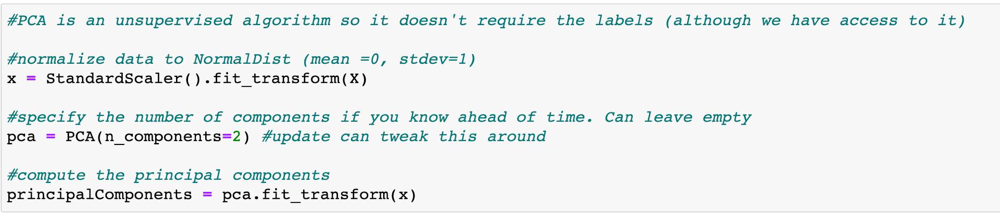 #PCA is an unsupervised algorithm so it doesn't require the labels (although we have access to it)
#normalize data to NormalDist (mean =0, stdev=1)
x = StandardScaler().fit_transform(X)
#specify the number of components if you know ahead of time. Can leave empty
pca = PCA(n_components=2) #update can tweak this around
#compute the principal components
principalComponents = pca.fit_transform(x)